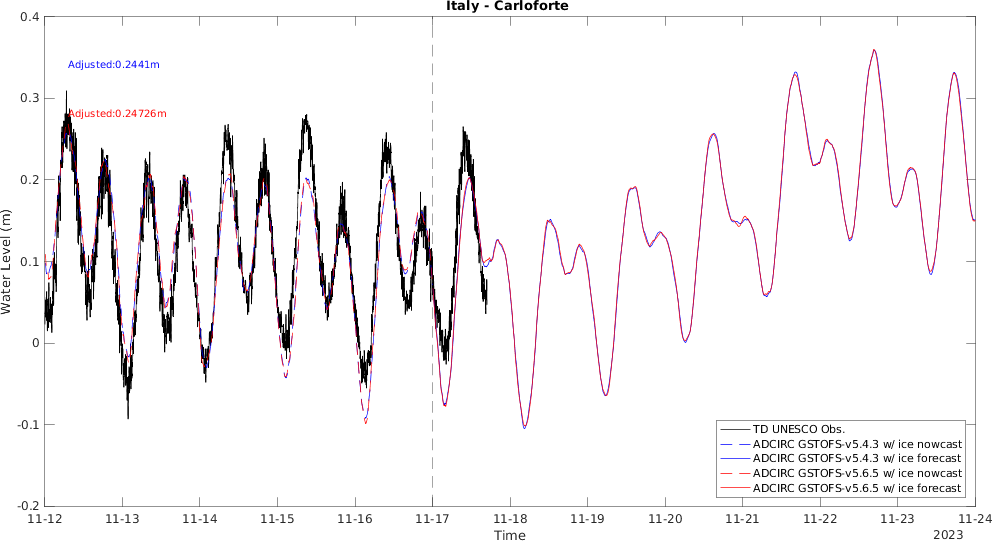 Italy - Carloforte
0.4
Adjusted:0.2441m
0.3
Adjusted:0.24726m
0.2
0.1
0
-0.1
-0.2
Water Level (m)
TD UNESCO Obs.
ADCIRC GSTOFS-v5.4.3 w/ ice nowcast
ADCIRC GSTOFS-v5.4.3 w/ ice forecast
ADCIRC GSTOFS-v5.6.5 w/ ice nowcast
ADCIRC GSTOFS-v5.6.5 w/ ice forecast
11-12 11-13 11-14 11-15 11-16 11-17 11-18 11-19 11-20 11-21 11-22 11-23 11-24
Time
2023